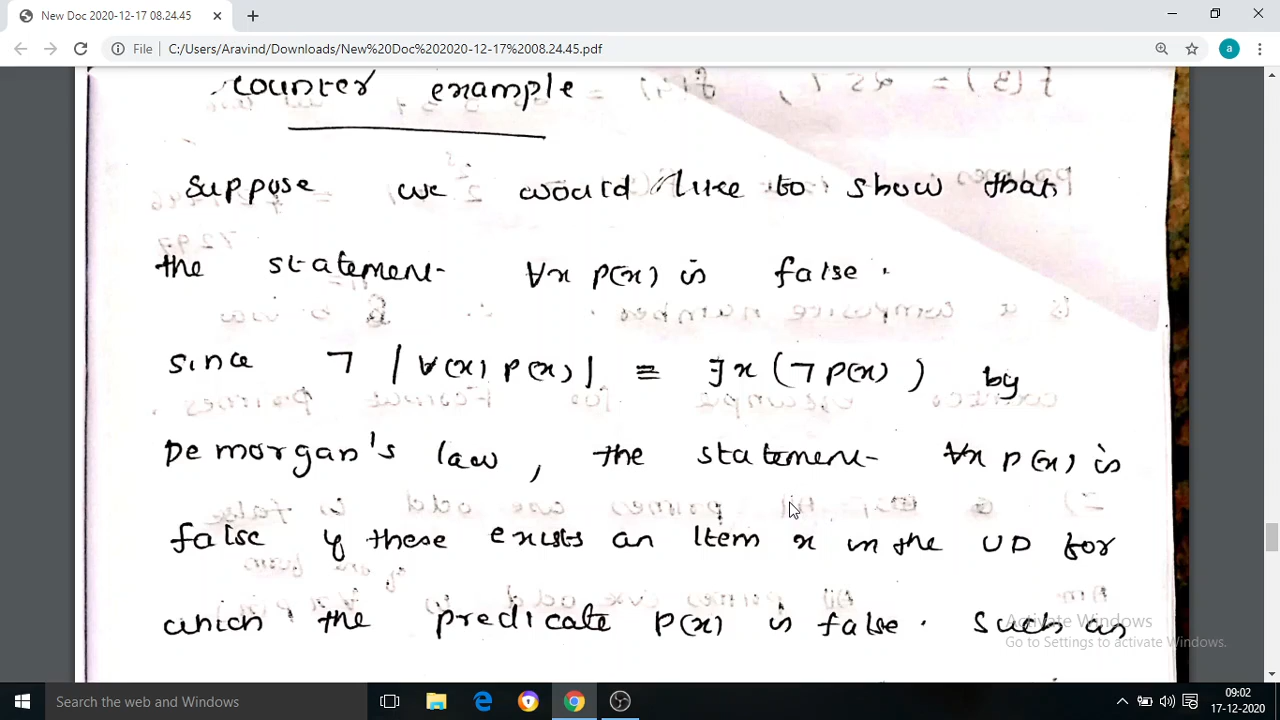 New Doc 2020-12-17 08.24.45
File C:/Users/Aravind/Downloads/New%20Doc%202020-12-17%2008.24.45.pdf
a
counter example
suppose we would like to show that
the statement ∀x p(x) is false.
since ¬ [∀(x) p(x)] ≡ ∃x (¬p(x)) by
Demorgan's law, the statement ∀x p(x) is
false if there exists an item x in the UD for
which the predicate p(x) is false. such as
Activate Windows
Go to Settings to activate Windows.
Search the web and Windows
09:02
17-12-2020